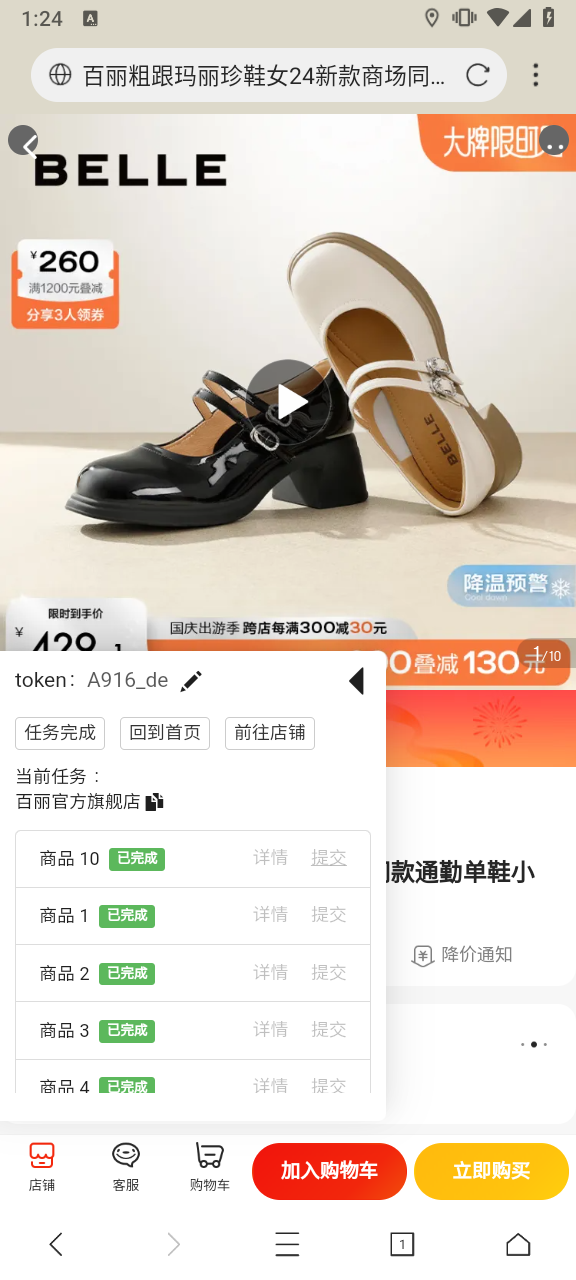 1:24
A
百丽粗跟玛丽珍鞋女24新款商场同…
BELLE
大牌限时
¥260
满1200元叠减
分享3人领券
BELLE
降温预警
Cool down
限时到手价
¥429
国庆出游季 跨店每满300减30元
0叠减130元
1/10
token: A916_de
任务完成
回到首页
前往店铺
当前任务：
百丽官方旗舰店
商品 10 已完成 详情 提交
商品 1 已完成 详情 提交
商品 2 已完成 详情 提交
商品 3 已完成 详情 提交
商品 4 已完成 详情 提交
款通勤单鞋小
降价通知
店铺
客服
购物车
加入购物车
立即购买
1